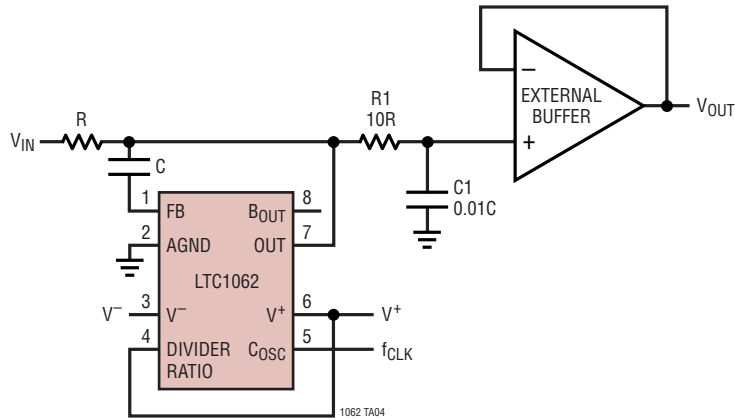 R
V_IN
C
R1
10R
C1
0.01C
−
EXTERNAL
BUFFER
+
V_OUT
1
FB
2
AGND
V⁻
3
V⁻
4
DIVIDER
RATIO
LTC1062
8
B_OUT
7
OUT
6
V⁺
V⁺
5
C_OSC
f_CLK
1062 TA04